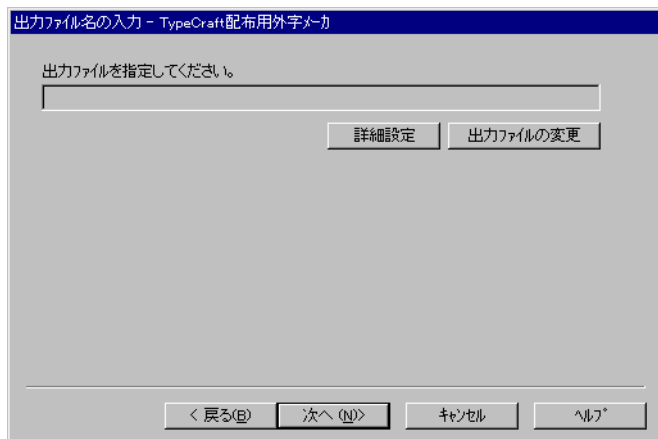 出力ﾌｧｲﾙ名の入力 - TypeCraft配布用外字ﾒｰｶ
出力ﾌｧｲﾙを指定してください。
詳細設定
出力ﾌｧｲﾙの変更
< 戻る(B)
次へ (N)>
ｷｬﾝｾﾙ
ﾍﾙﾌﾟ